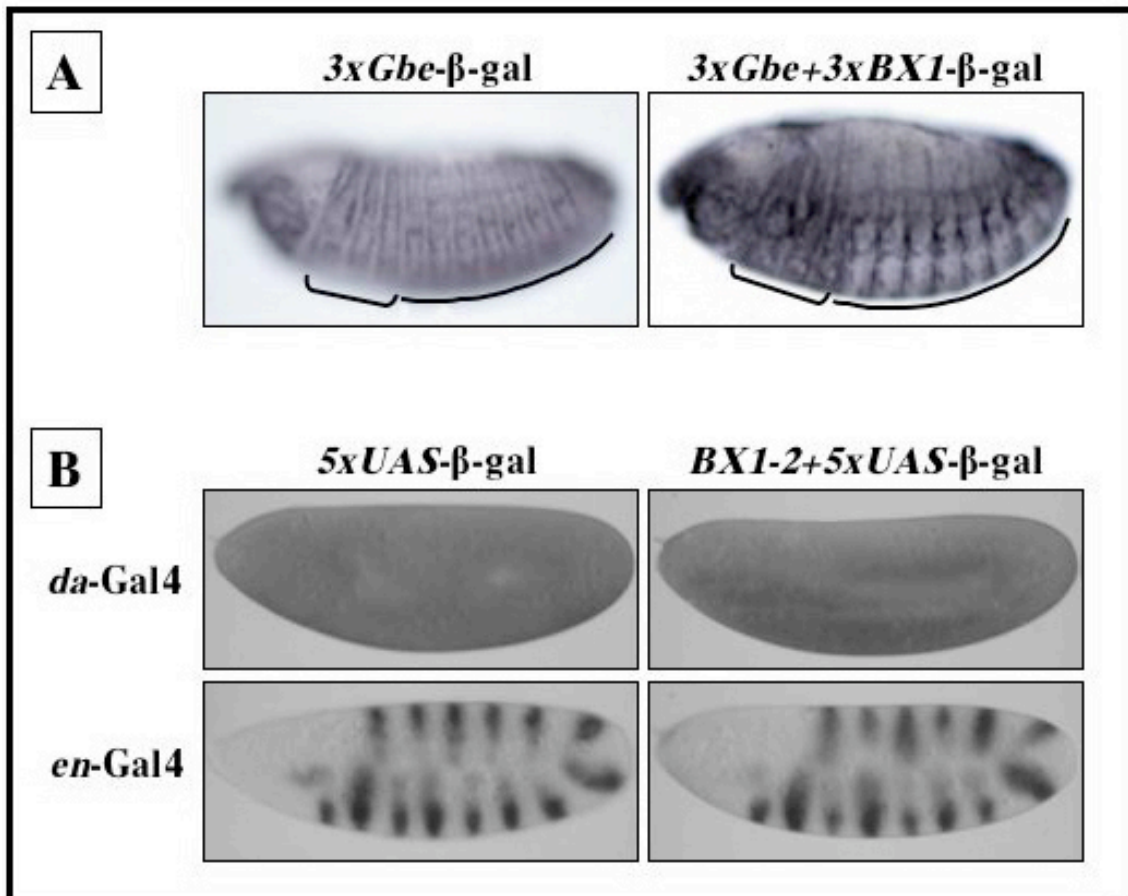 A
3xGbe-β-gal 3xGbe+3xBX1-β-gal
B
5xUAS-β-gal BX1-2+5xUAS-β-gal
da-Gal4
en-Gal4